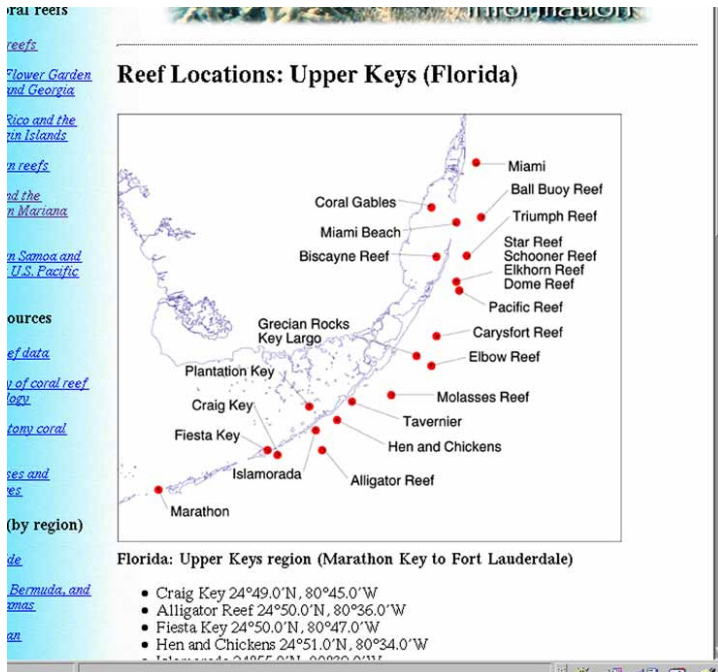 oral reefs
Information
reefs
Flower Garden
and Georgia
Rico and the
gin Islands
n reefs
nd the
n Mariana
n Samoa and
U.S. Pacific
ources
ef data
y of coral reef
logy
tony coral
ses and
res
(by region)
de
Bermuda, and
amas
an
Reef Locations: Upper Keys (Florida)
Miami
Ball Buoy Reef
Coral Gables
Triumph Reef
Miami Beach
Star Reef
Biscayne Reef
Schooner Reef
Elkhorn Reef
Dome Reef
Pacific Reef
Grecian Rocks
Key Largo
Carysfort Reef
Elbow Reef
Plantation Key
Molasses Reef
Craig Key
Tavernier
Fiesta Key
Hen and Chickens
Islamorada
Alligator Reef
Marathon
Florida: Upper Keys region (Marathon Key to Fort Lauderdale)
Craig Key 24°49.0'N, 80°45.0'W
Alligator Reef 24°50.0'N, 80°36.0'W
Fiesta Key 24°50.0'N, 80°47.0'W
Hen and Chickens 24°51.0'N, 80°34.0'W